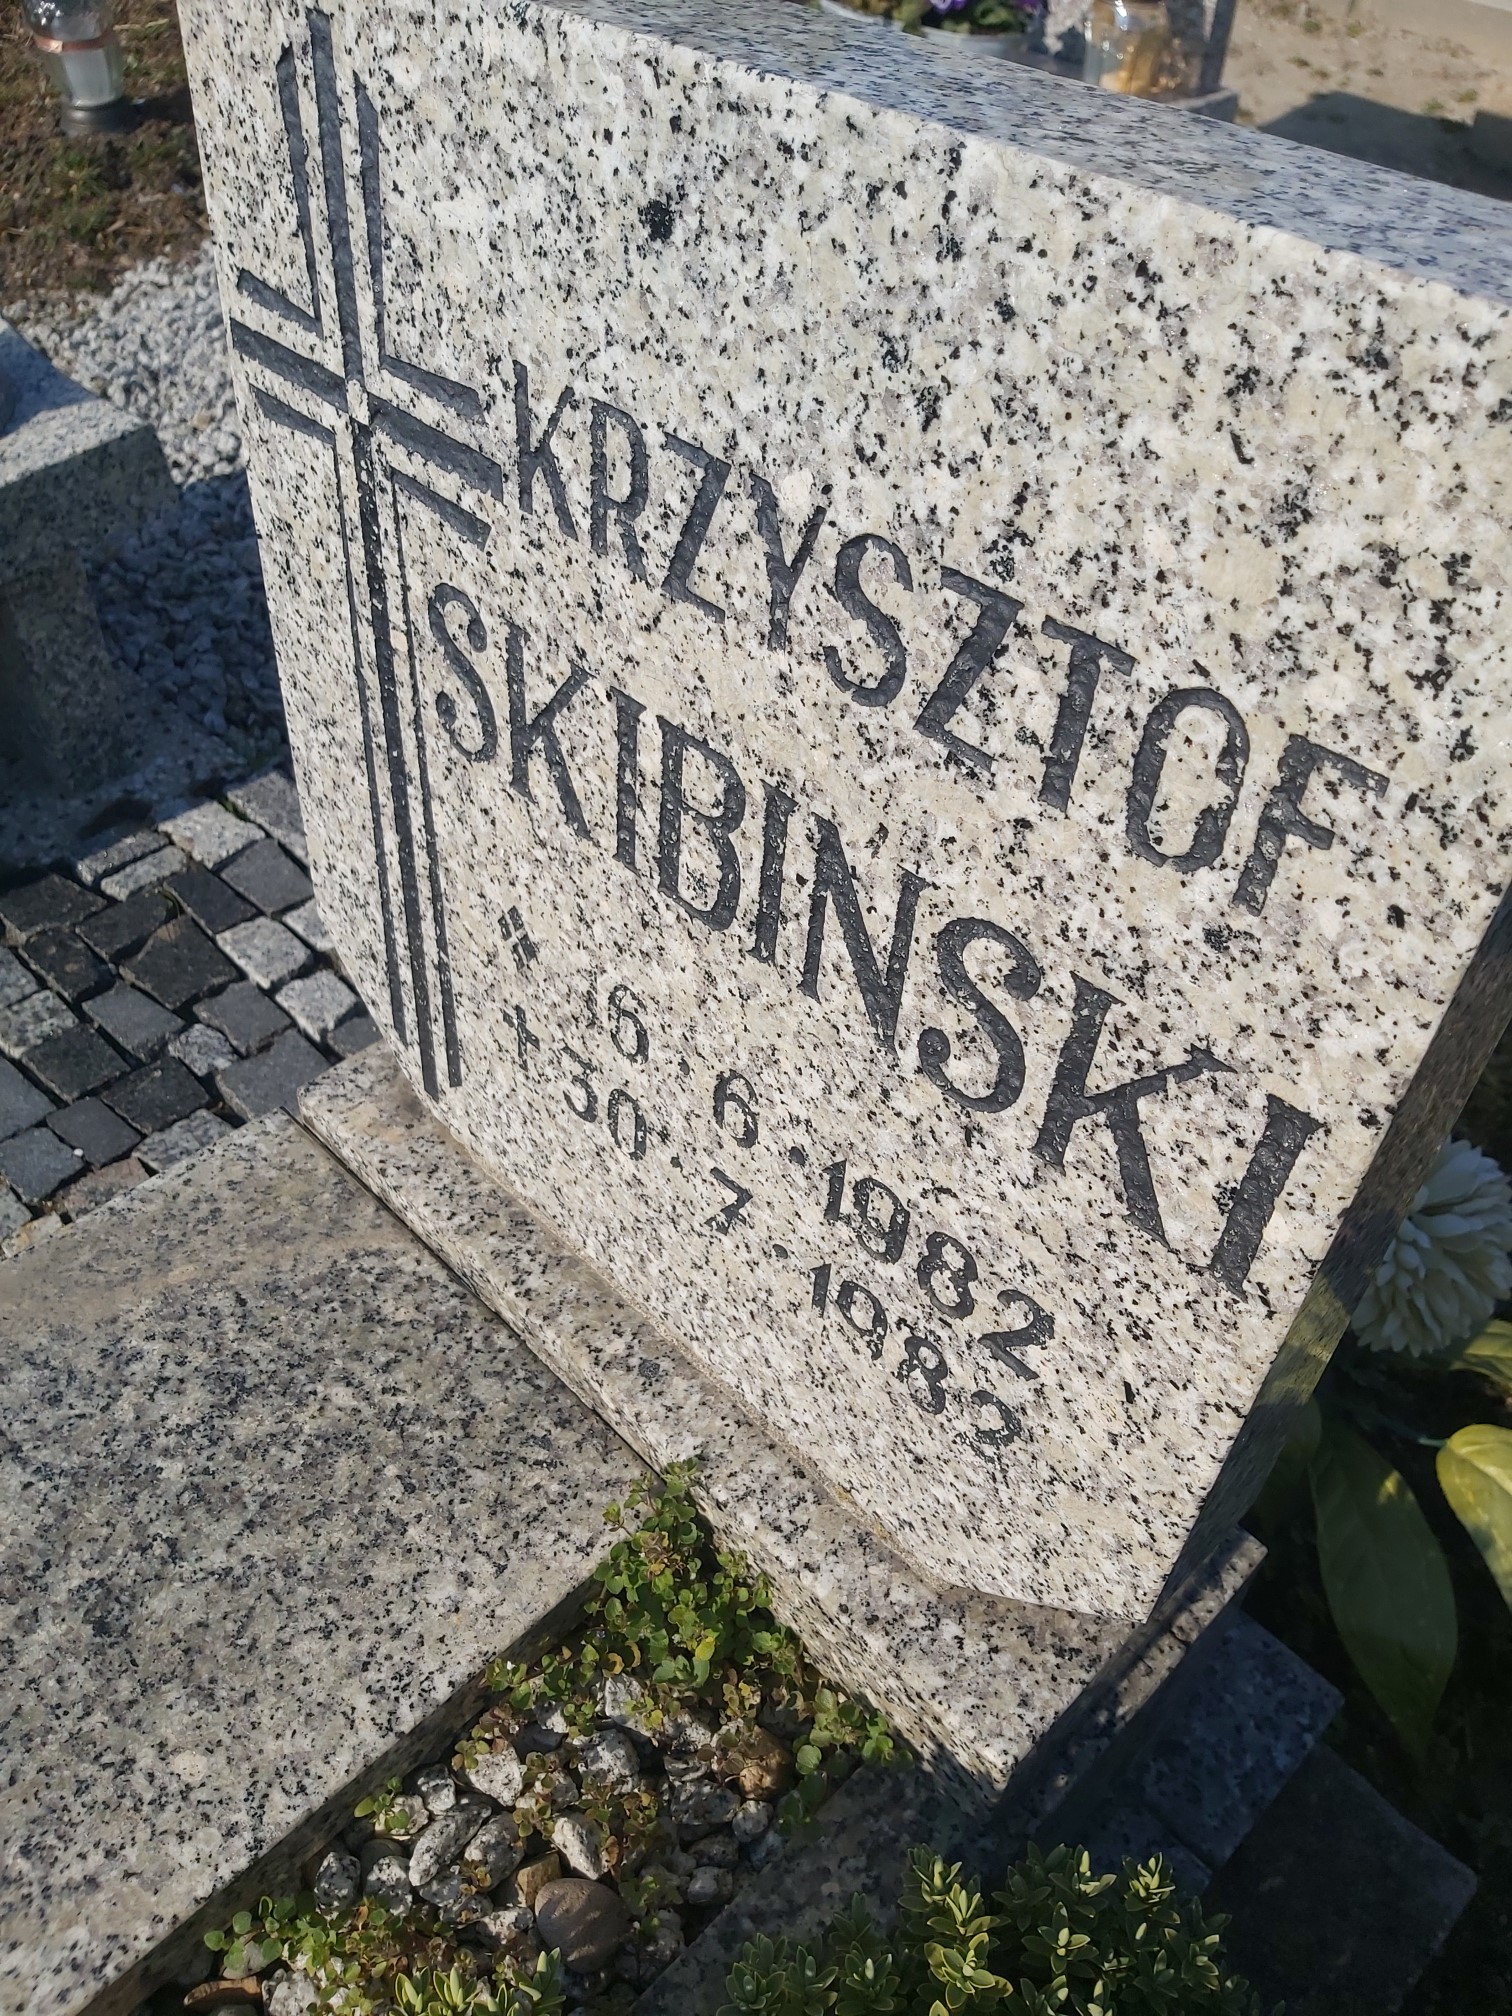 KRZYSZTOF
SKIBINSKI
* 16.6.1982
+ 30.7.1983